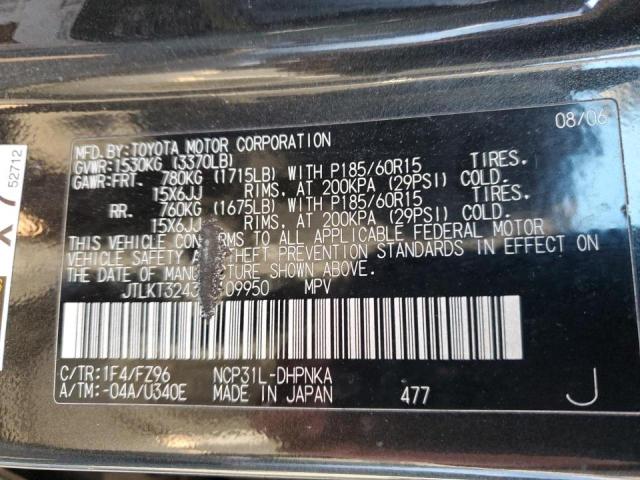 08/06
MFD.BY:TOYOTA MOTOR CORPORATION
GVWR:1530KG (3370LB)
GAWR:FRT. 780KG (1715LB) WITH P185/60R15 TIRES,
15X6JJ RIMS, AT 200KPA (29PSI) COLD.
RR. 760KG (1675LB) WITH P185/60R15 TIRES,
15X6JJ RIMS, AT 200KPA (29PSI) COLD.
THIS VEHICLE RMS TO ALL APPLICABLE FEDERAL MOTOR
VEHICLE SAFETY THEFT PREVENTION STANDARDS IN EFFECT ON
THE DATE OF SHOWN ABOVE.
JTLKT3243 09950 MPV
C/TR:1F4/FZ96 NCP31L-DHPNKA
A/TM:-04A/U340E MADE IN JAPAN 477 J
52712